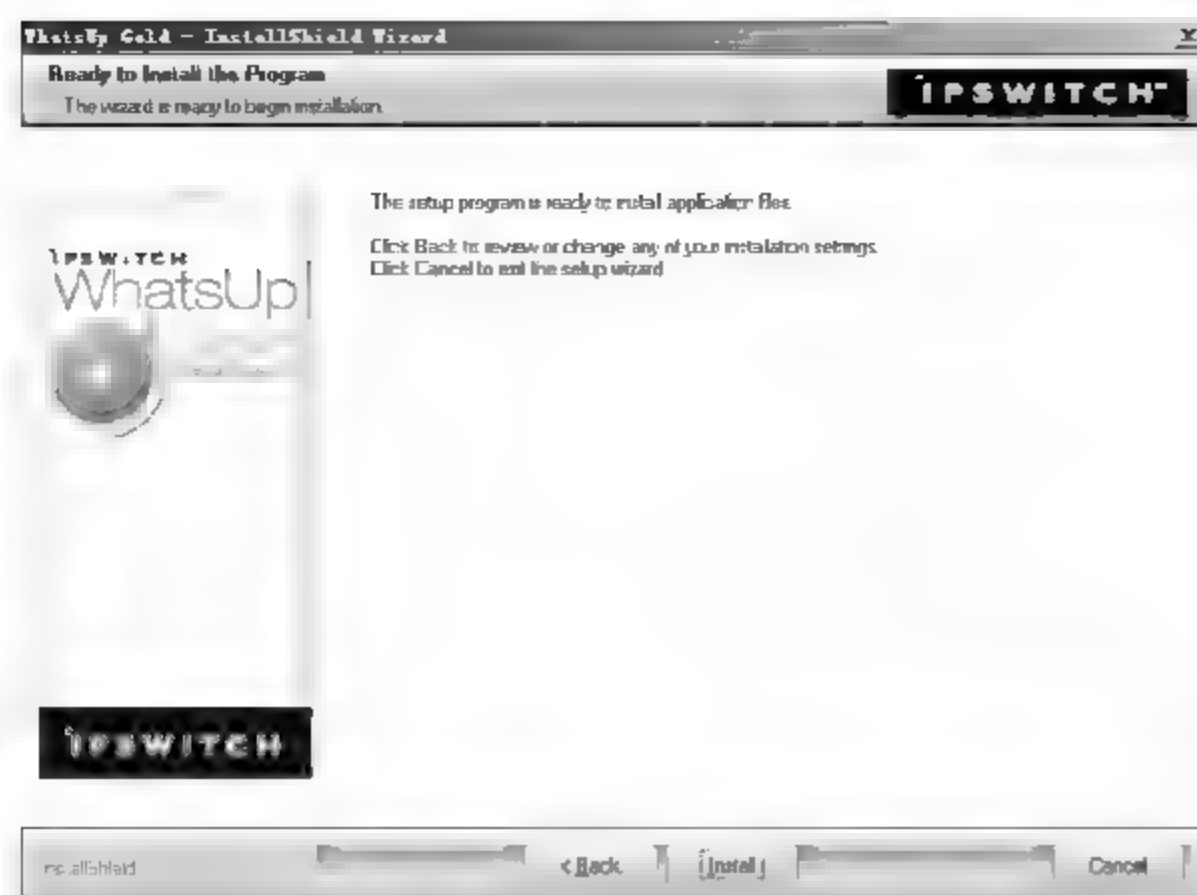 WhatsUp Gold - InstallShield Wizard
Ready to Install the Program
The wizard is ready to begin installation.
IPSWITCH
The setup program is ready to install application files.
Click Back to review or change any of your installation settings.
Click Cancel to exit the setup wizard
IPSWITCH
WhatsUp
IPSWITCH
InstallShield
< Back
Install
Cancel